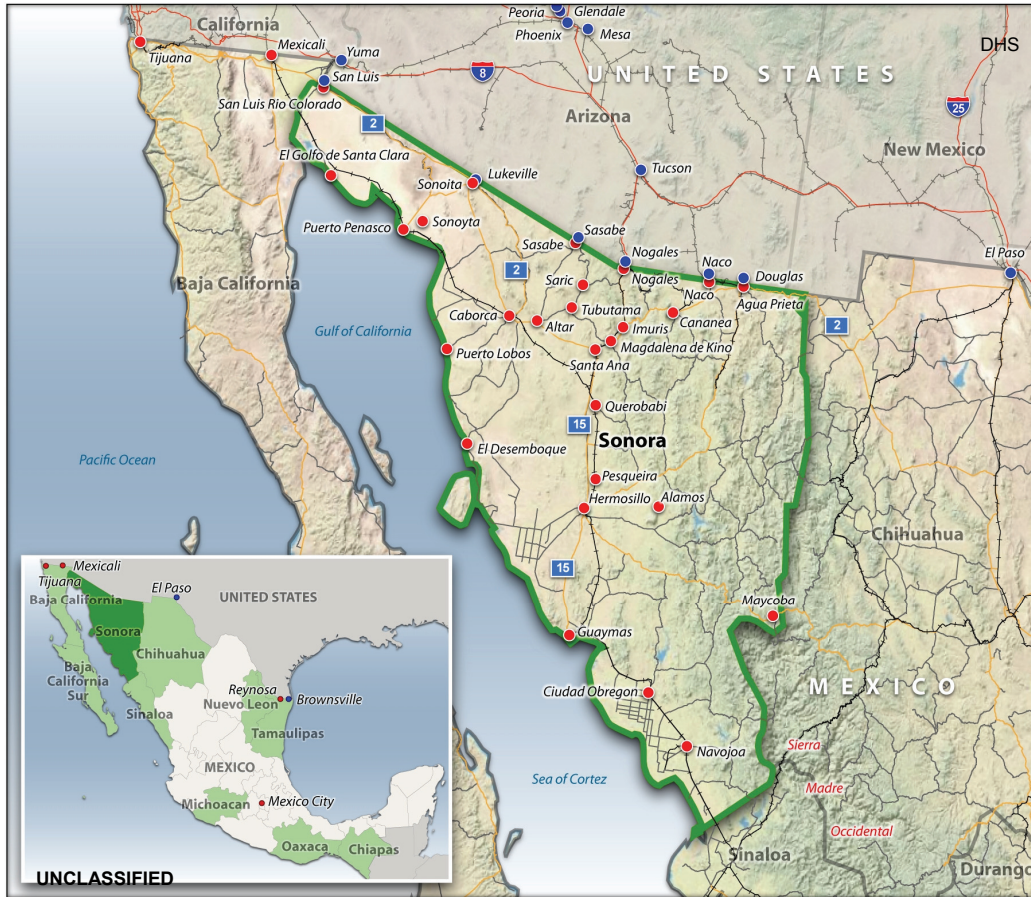 Peoria
Glendale
Phoenix
Mesa
California
DHS
Tijuana
Mexicali
Yuma
San Luis
8
UNITED STATES
25
San Luis Rio Colorado
2
Arizona
New Mexico
El Golfo de Santa Clara
Tucson
Sonoita
Lukeville
Puerto Penasco
Sonoyta
Sasabe
Sasabe
Nogales
Naco
Douglas
El Paso
2
Nogales
Naco
Agua Prieta
Baja California
Saric
Tubutama
Cananea
2
Gulf of California
Caborca
Altar
Imuris
Magdalena de Kino
Puerto Lobos
Santa Ana
Querobabi
15
Sonora
El Desemboque
Pacific Ocean
Pesqueira
Hermosillo
Alamos
Chihuahua
15
Maycoba
Guaymas
Ciudad Obregon
MEXICO
Navojoa
Sierra
Sea of Cortez
Madre
Occidental
Sinaloa
Durango
Mexicali
Tijuana
El Paso
Baja California
UNITED STATES
Sonora
Chihuahua
Baja
California
Sur
Reynosa
Brownsville
Nuevo Leon
Sinaloa
Tamaulipas
MEXICO
Michoacan
Mexico City
Oaxaca
Chiapas
UNCLASSIFIED